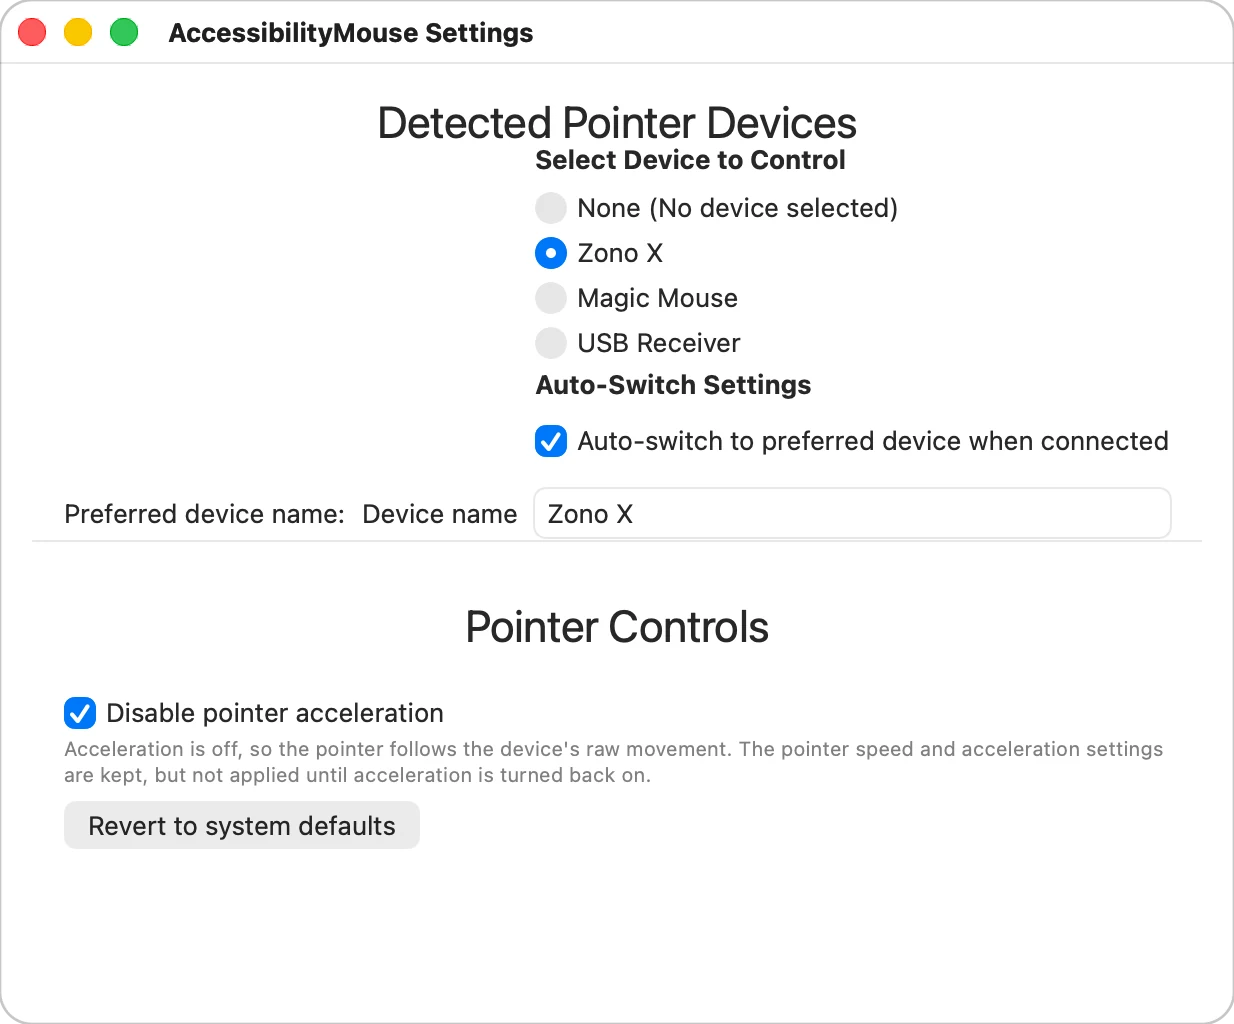 AccessibilityMouse Settings
Detected Pointer Devices
Select Device to Control
None (No device selected)
Zono X
Magic Mouse
USB Receiver
Auto-Switch Settings
Auto-switch to preferred device when connected
Preferred device name: Device name Zono X
Pointer Controls
Disable pointer acceleration
Acceleration is off, so the pointer follows the device's raw movement. The pointer speed and acceleration settings
are kept, but not applied until acceleration is turned back on.
Revert to system defaults